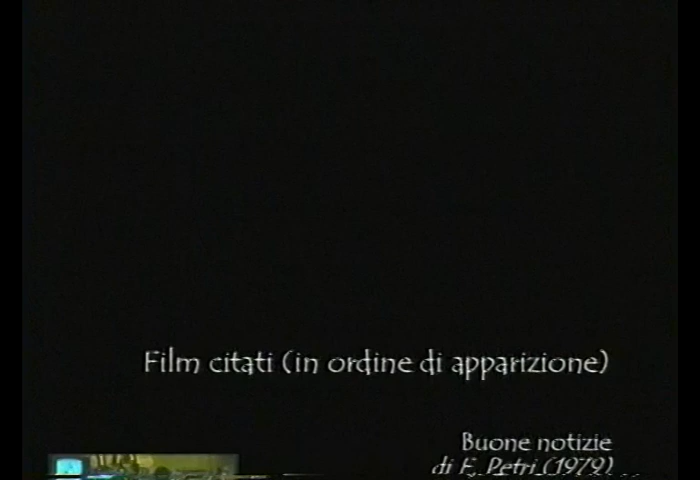 Film citati (in ordine di apparizione)
Buone notizie
di E. Petri (1979)